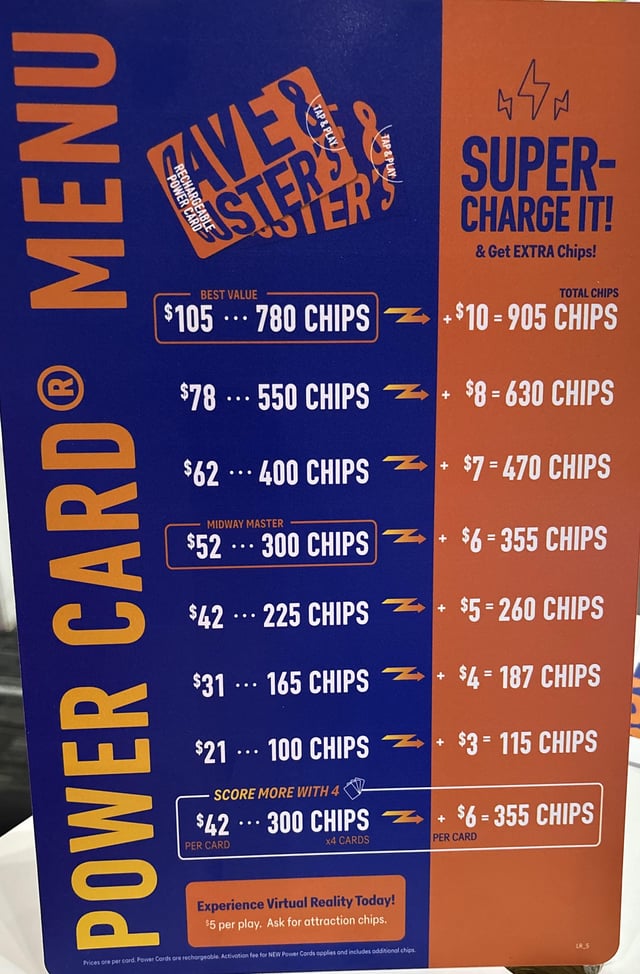 POWER CARD® MENU
DAVE &
BUSTER'S
TAP & PLAY
TAP & PLAY
RECHARGEABLE
POWER CARD
SUPER-
CHARGE IT!
& Get EXTRA Chips!
BEST VALUE
TOTAL CHIPS
$105 ··· 780 CHIPS + $10 = 905 CHIPS
$78 ··· 550 CHIPS + $8 = 630 CHIPS
$62 ··· 400 CHIPS + $7 = 470 CHIPS
MIDWAY MASTER
$52 ··· 300 CHIPS + $6 = 355 CHIPS
$42 ··· 225 CHIPS + $5 = 260 CHIPS
$31 ··· 165 CHIPS + $4 = 187 CHIPS
$21 ··· 100 CHIPS + $3 = 115 CHIPS
SCORE MORE WITH 4
$42 ··· 300 CHIPS + $6 = 355 CHIPS
PER CARD x4 CARDS PER CARD
Experience Virtual Reality Today!
$5 per play. Ask for attraction chips.
LR_5
Prices are per card. Power Cards are rechargeable. Activation fee for NEW Power Cards applies and includes additional chips.